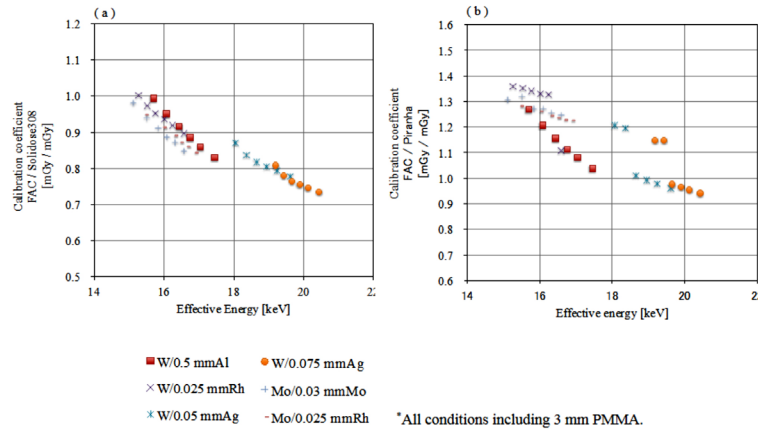 ( a )
1.2
1.1
1.0
0.9
0.8
0.7
0.6
0.5
14
16
18
20
Calibration coefficient
FAC / Solidose308
[mGy / mGy]
Effective Energy [keV]
( b )
1.6
1.5
1.4
1.3
1.2
1.1
1.0
0.9
0.8
0.7
0.6
14
16
18
20
Calibration coefficient
FAC / Piranha
[mGy / mGy]
Effective energy [keV]
W/0.5 mmAl
W/0.075 mmAg
W/0.025 mmRh
Mo/0.03 mmMo
W/0.05 mmAg
Mo/0.025 mmRh
*All conditions including 3 mm PMMA.